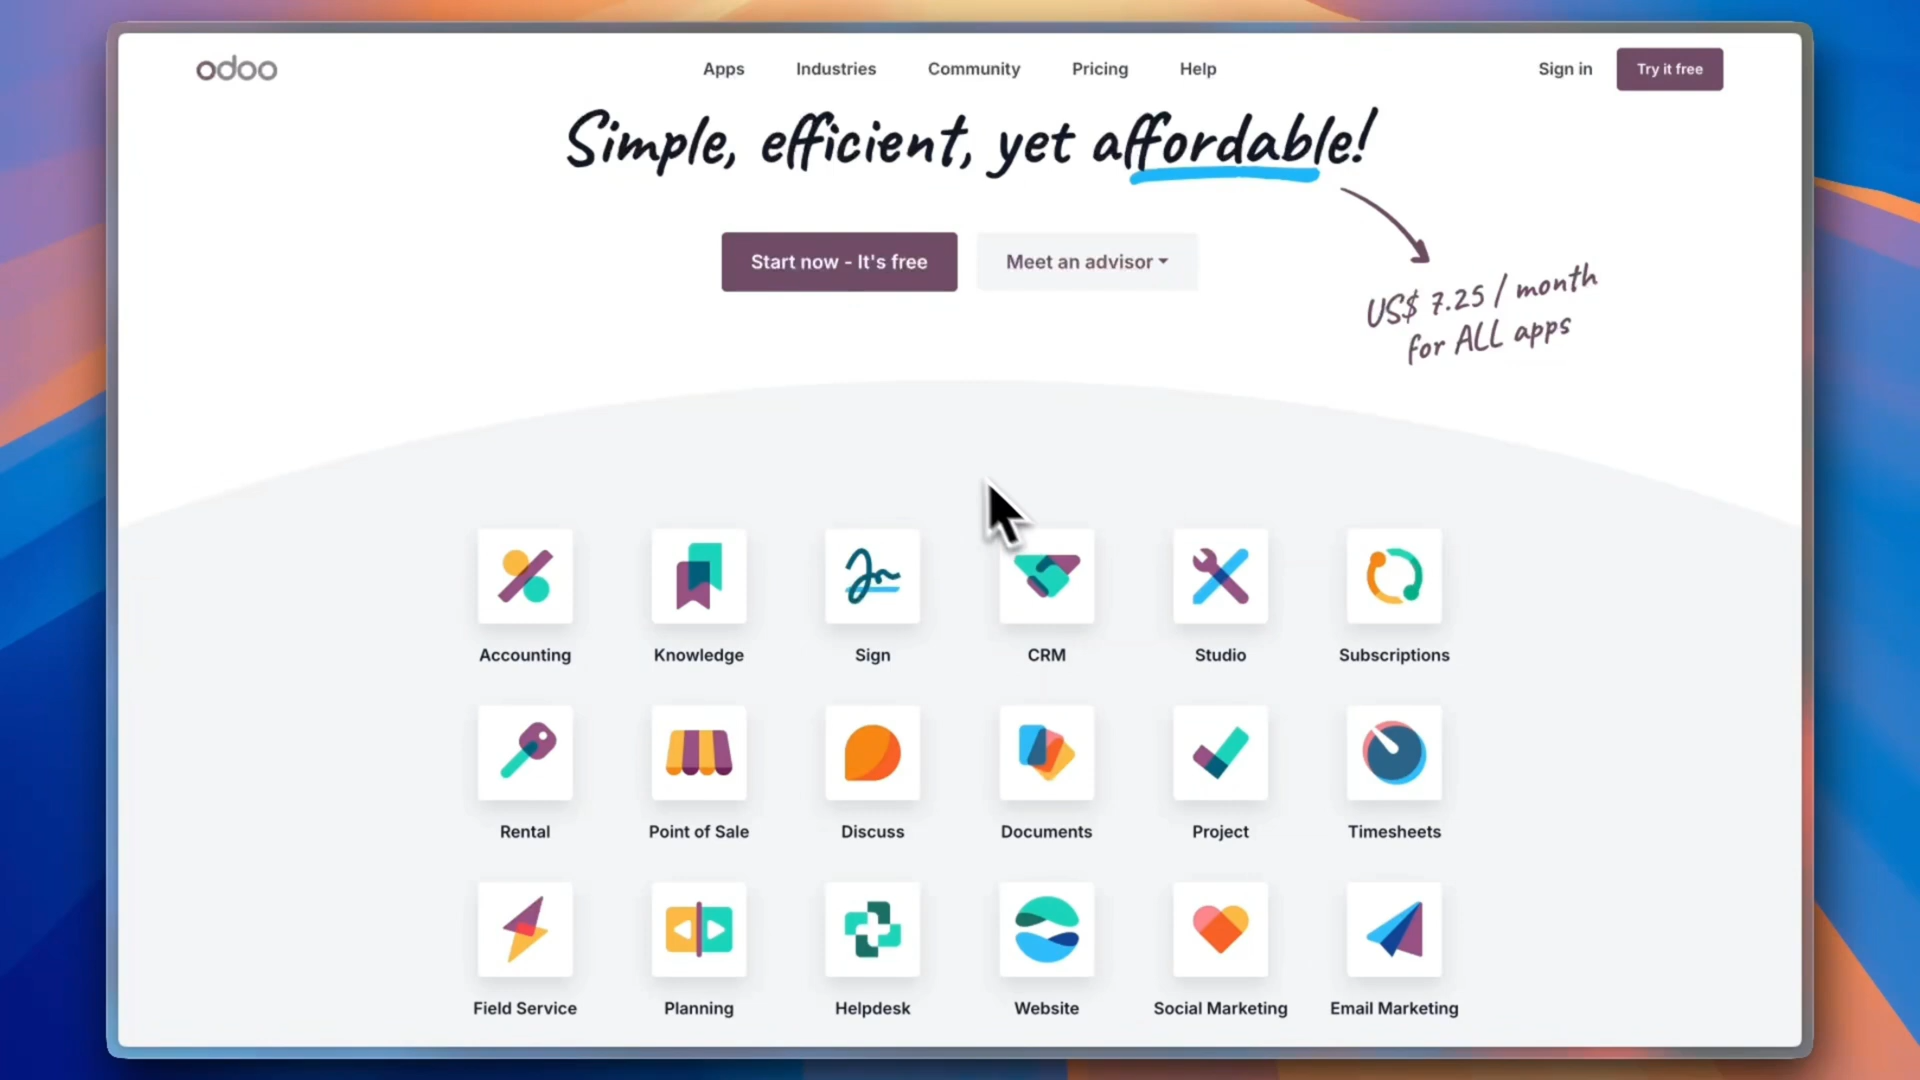 odoo
Apps Industries Community Pricing Help
Sign in
Try it free
Simple, efficient, yet affordable!
Start now - It's free
Meet an advisor
US$ 7.25 / month
for ALL apps
Accounting Knowledge Sign CRM Studio Subscriptions
Rental Point of Sale Discuss Documents Project Timesheets
Field Service Planning Helpdesk Website Social Marketing Email Marketing